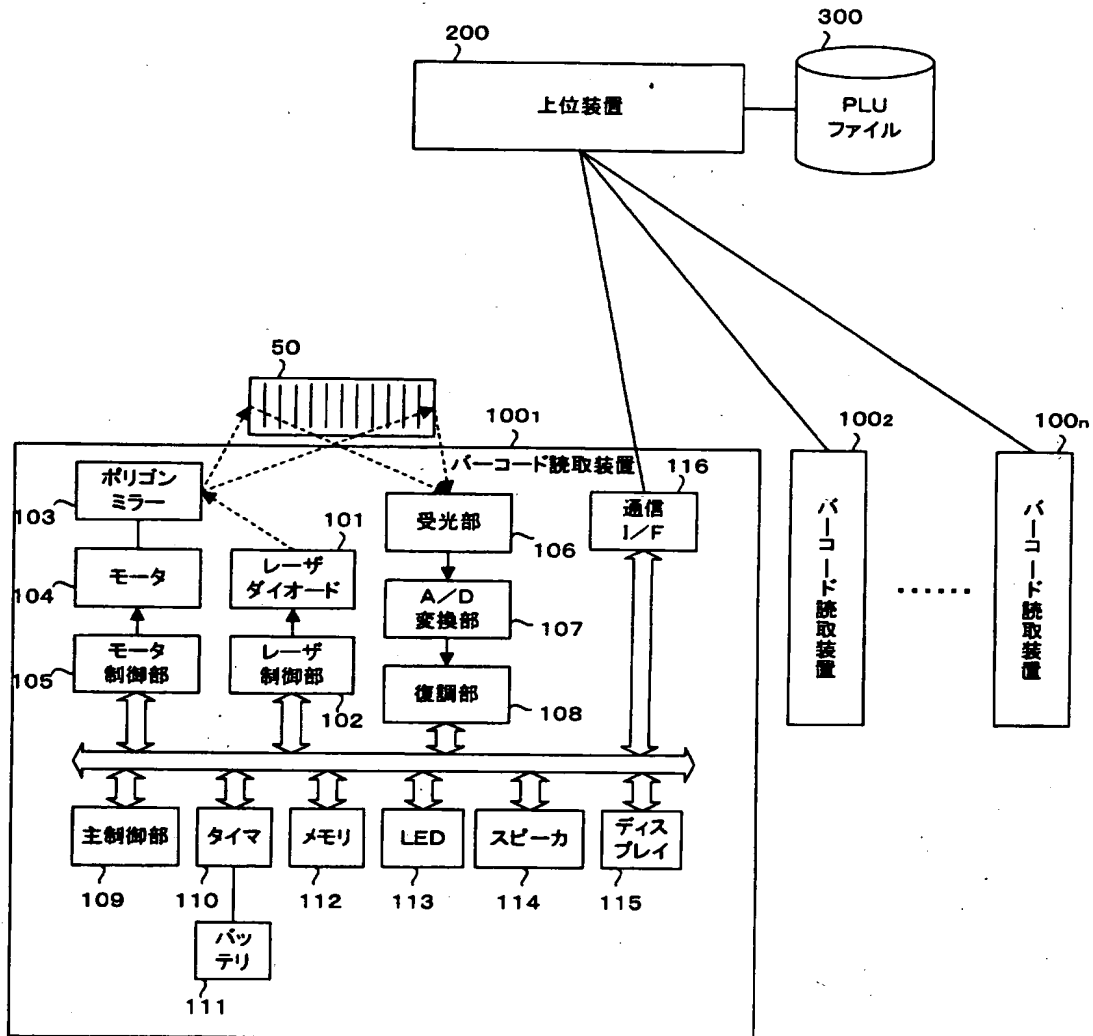 200
上位装置
300
PLU
ファイル
50
100₁
バーコード読取装置
100₂
バーコード読取装置
……
100n
バーコード読取装置
ポリゴン
ミラー
103
モータ
104
モータ
制御部
105
101
レーザ
ダイオード
レーザ
制御部
102
受光部
106
A/D
変換部
107
復調部
108
116
通信
I/F
主制御部
109
タイマ
110
メモリ
112
LED
113
スピーカ
114
ディス
プレイ
115
バッ
テリ
111